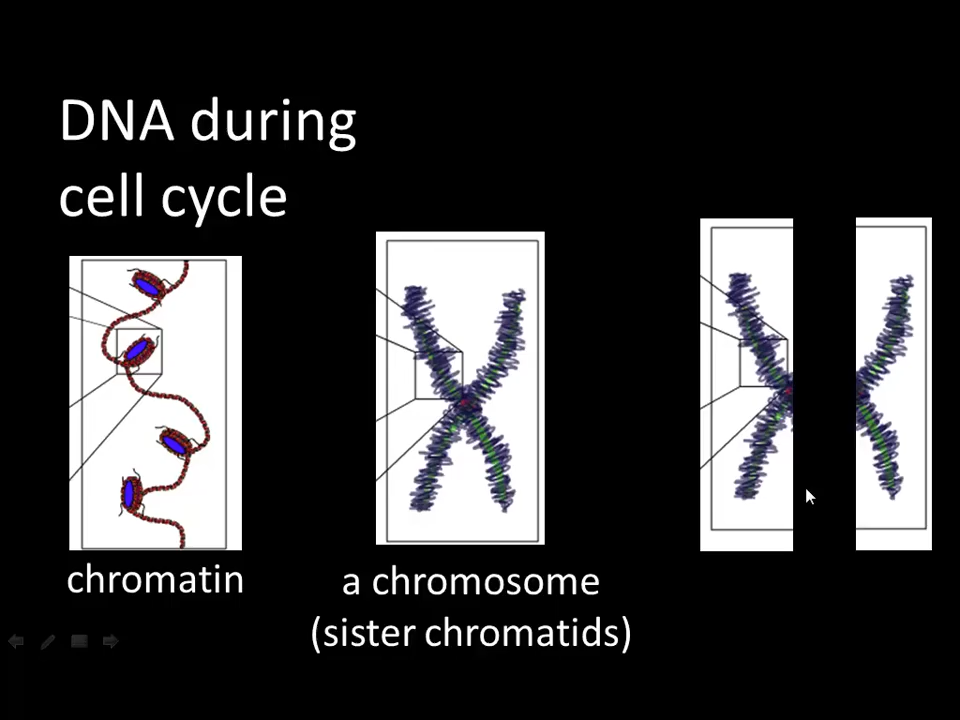 DNA during
cell cycle
chromatin
a chromosome
(sister chromatids)